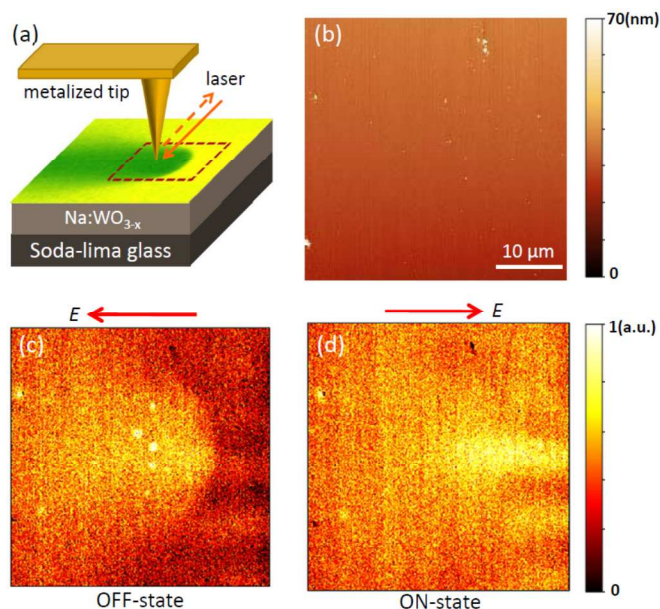 (a)
laser
metalized tip
Na:WO3-x
Soda-lima glass
(b)
70(nm)
10 µm
0
E
(c)
OFF-state
E
(d)
ON-state
1(a.u.)
0